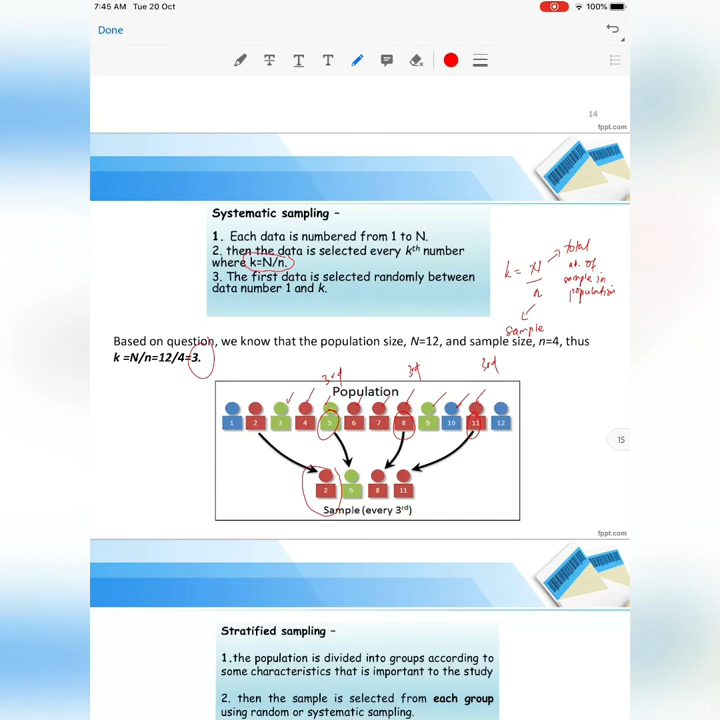 7:45 AM Tue 20 Oct
100%
Done
T T T
14
fppt.com
Systematic sampling –
1. Each data is numbered from 1 to N.
2. then the data is selected every kth number
where k=N/n.
3. The first data is selected randomly between
data number 1 and k.
k = N/n
total
no. of
sample in
population
sample
Based on question, we know that the population size, N=12, and sample size, n=4, thus
k =N/n=12/4=3.
3rd 3rd 3rd
Population
1 2 3 4 5 6 7 8 9 10 11 12
15
2 5 8 11
Sample (every 3rd)
fppt.com
Stratified sampling –
1.the population is divided into groups according to
some characteristics that is important to the study
2. then the sample is selected from each group
using random or systematic sampling.